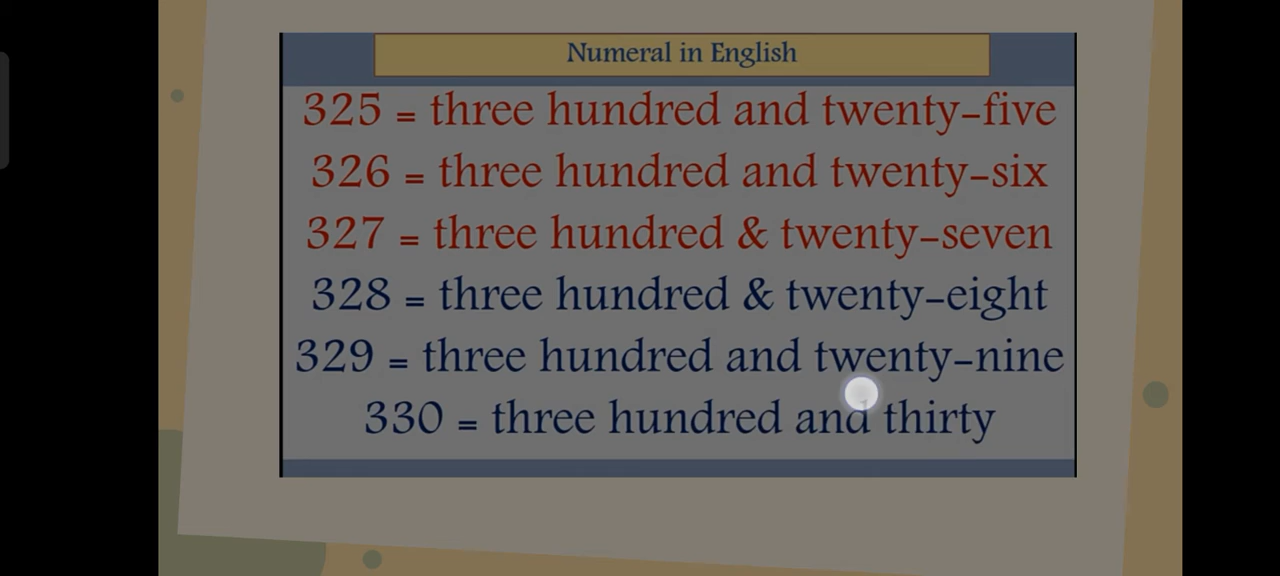 Numeral in English
325 = three hundred and twenty-five
326 = three hundred and twenty-six
327 = three hundred & twenty-seven
328 = three hundred & twenty-eight
329 = three hundred and twenty-nine
330 = three hundred and thirty